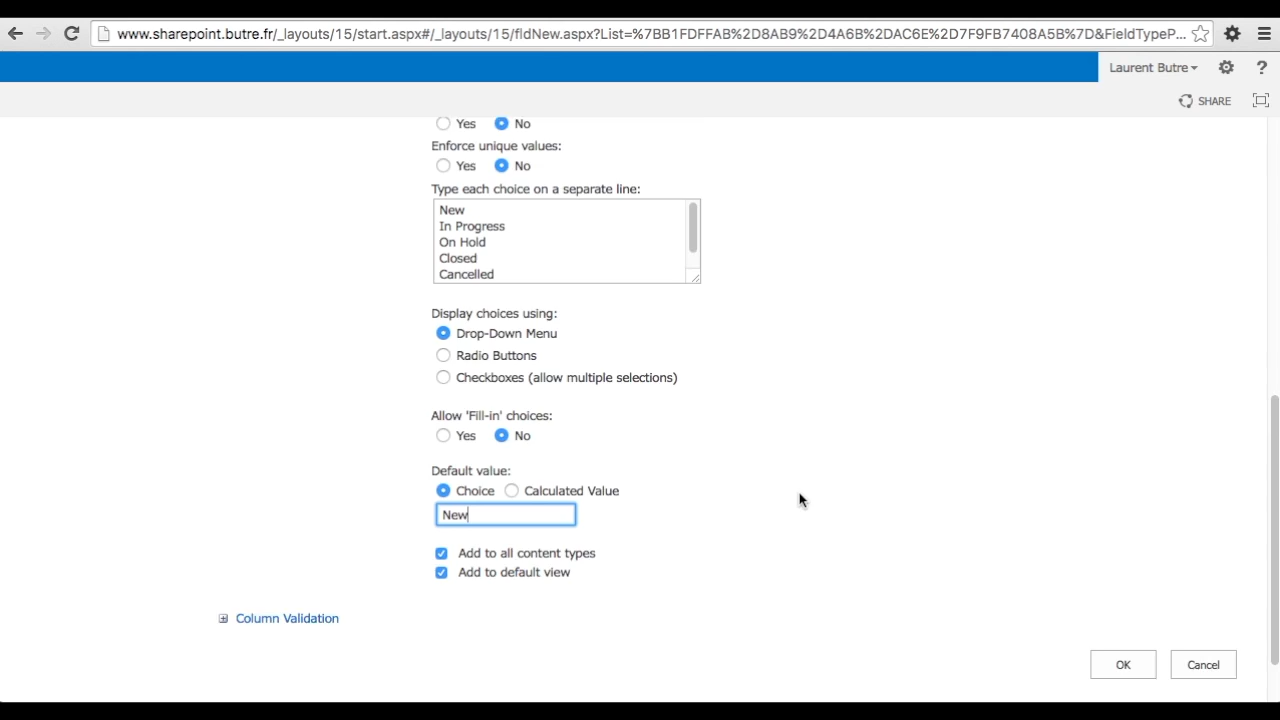 www.sharepoint.butre.fr/_layouts/15/start.aspx#/_layouts/15/fldNew.aspx?List=%7BB1FDFFAB%2D8AB9%2D4A6B%2DAC6E%2D7F9FB7408A5B%7D&FieldTypeP...
Laurent Butre
?
SHARE
Yes No
Enforce unique values:
Yes No
Type each choice on a separate line:
New
In Progress
On Hold
Closed
Cancelled
Display choices using:
Drop-Down Menu
Radio Buttons
Checkboxes (allow multiple selections)
Allow 'Fill-in' choices:
Yes No
Default value:
Choice Calculated Value
New
Add to all content types
Add to default view
Column Validation
OK Cancel